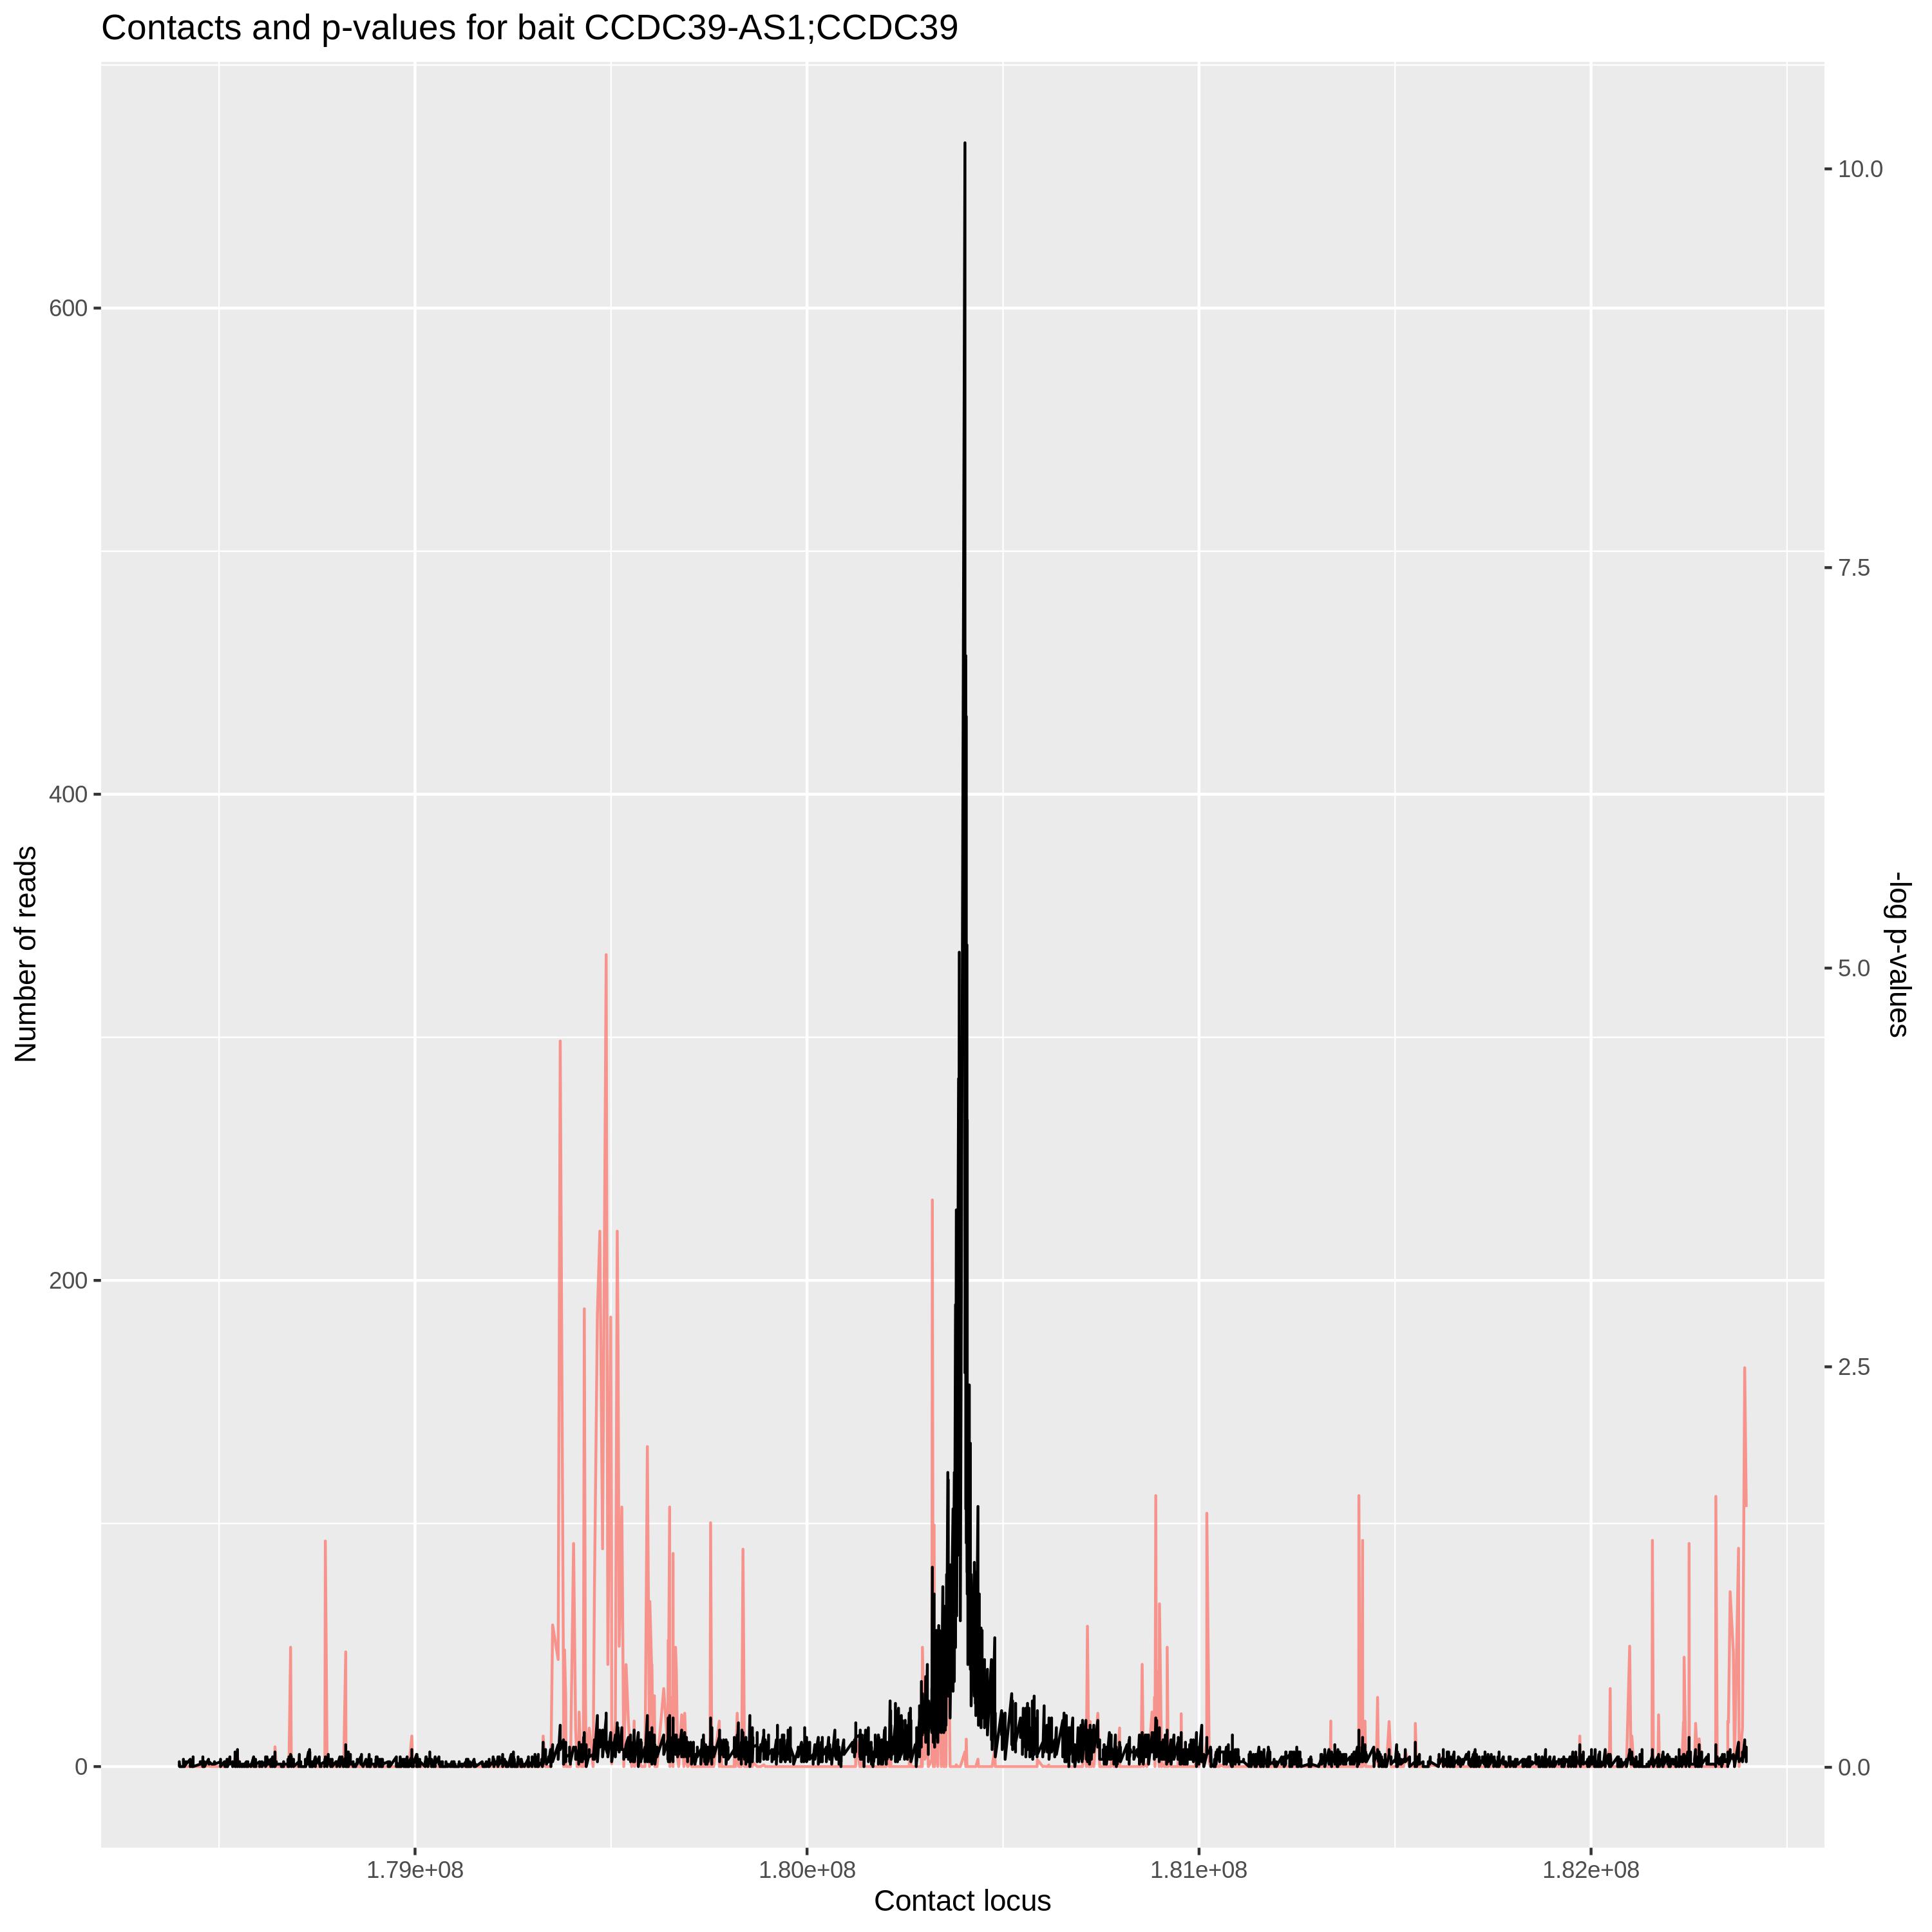 Contacts and p-values for bait CCDC39-AS1;CCDC39
Number of reads
600
400
200
0
10.0
7.5
5.0
2.5
0.0
-log p-values
1.79e+08
1.80e+08
1.81e+08
1.82e+08
Contact locus